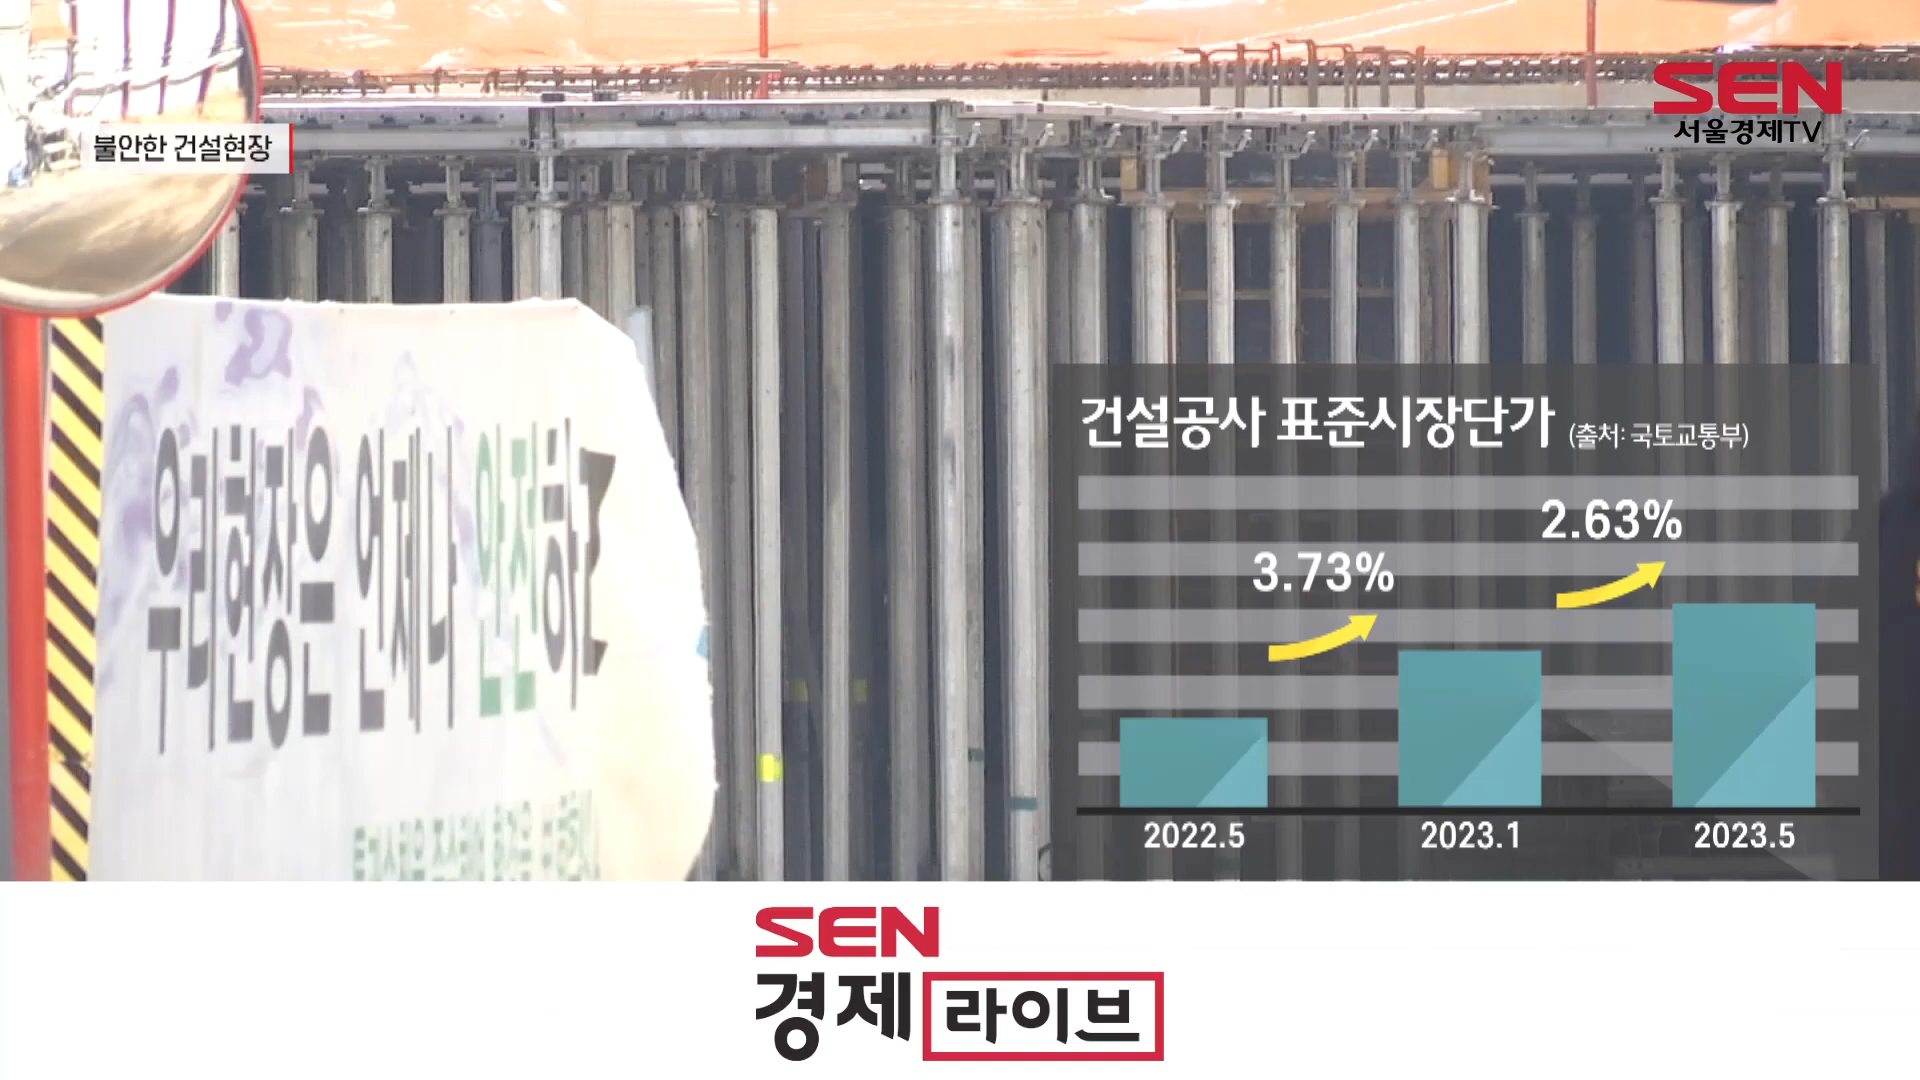 SEN
서울경제TV
불안한 건설현장
우리현장은 언제나 안전하
건설공사 표준시장단가 (출처: 국토교통부)
2.63%
3.73%
2022.5
2023.1
2023.5
SEN
경제 라이브